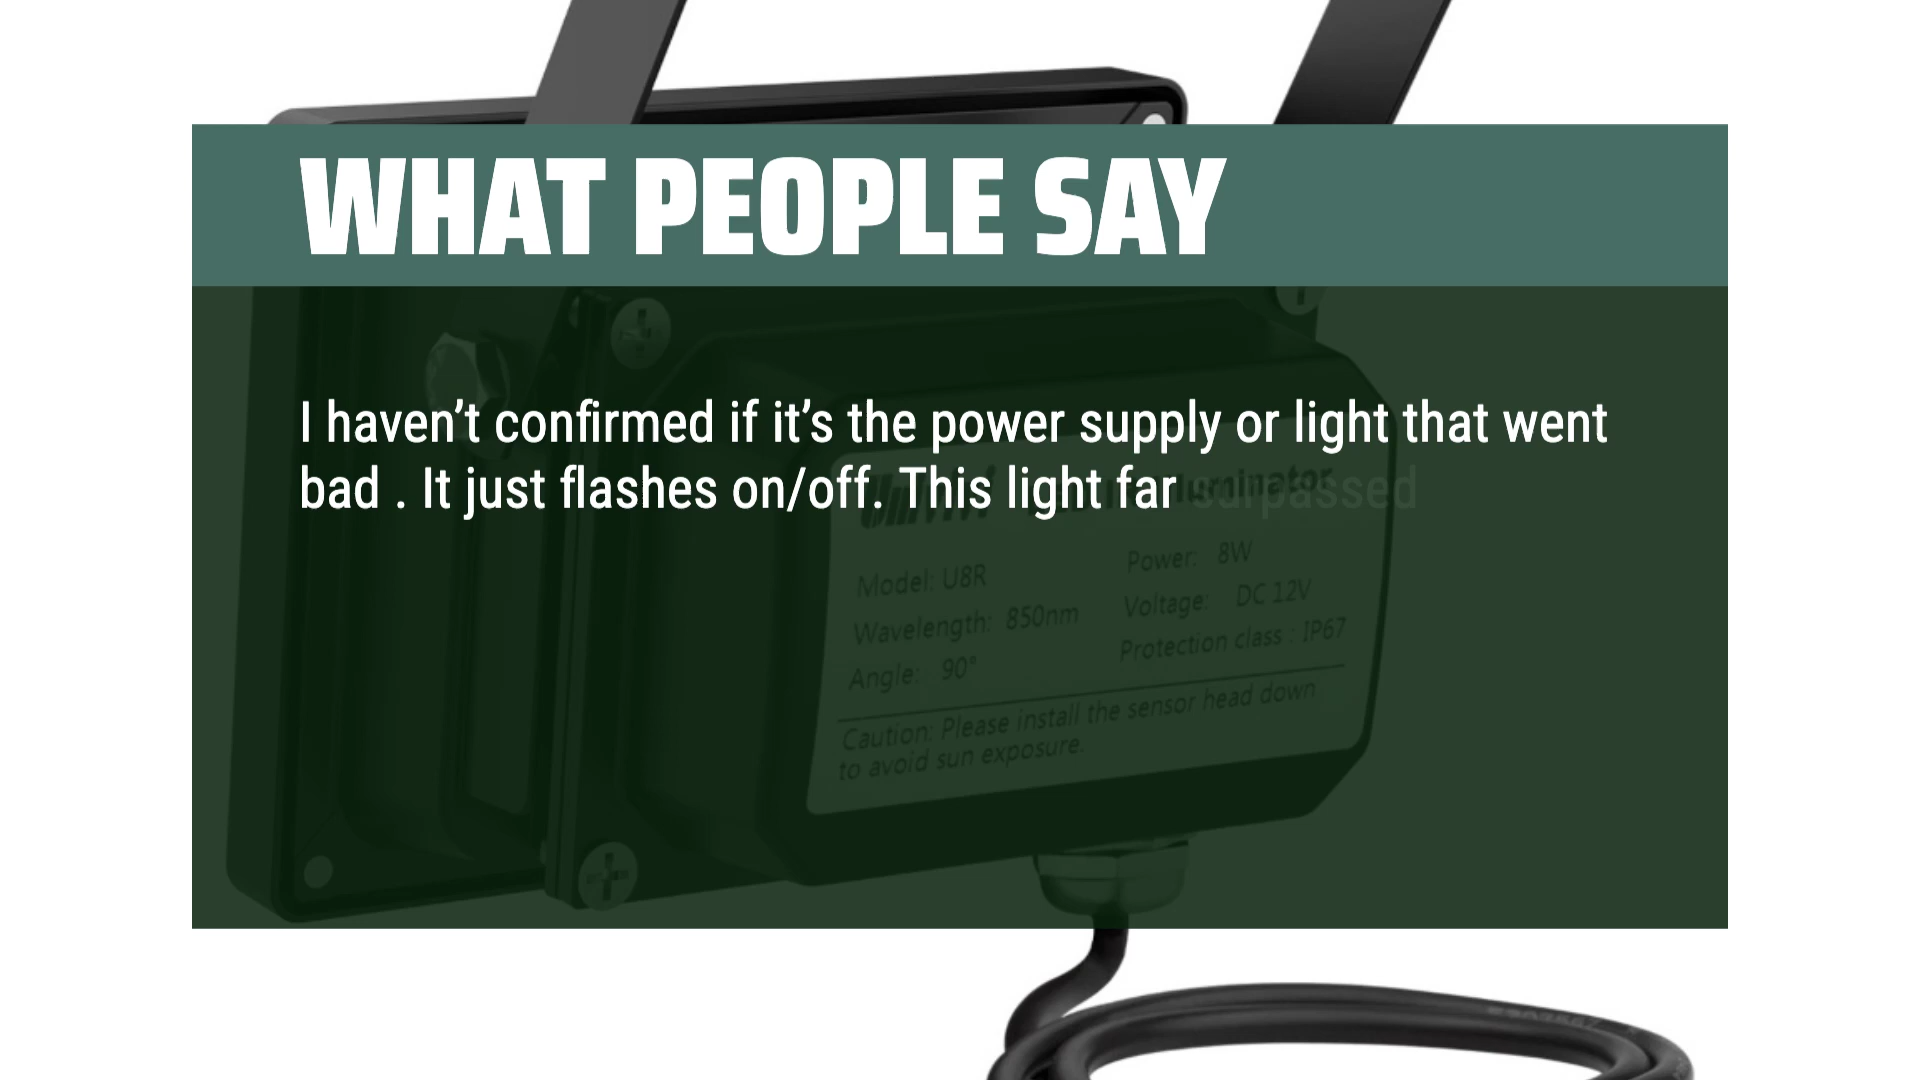 WHAT PEOPLE SAY
I haven’t confirmed if it’s the power supply or light that went
bad . It just flashes on/off. This light far surpassed
Illuminator
Model: U8R
Power: 8W
Wavelength: 850nm
Voltage: DC 12V
Angle: 90°
Protection class : IP67
Caution: Please install the sensor head down
to avoid sun exposure.